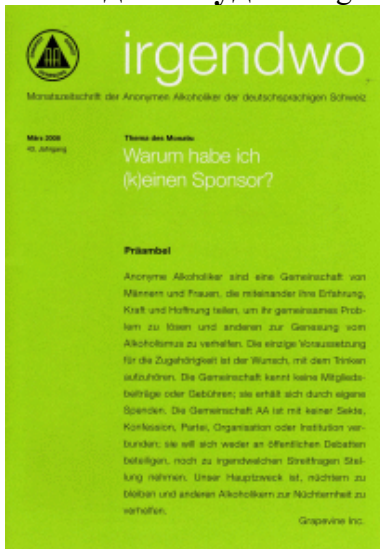 irgendwo
Monatszeitschrift der Anonymen Alkoholiker der deutschsprachigen Schweiz
März 2008
Thema des Monats:
Jahrgang
Warum habe ich
(k)einen Sponsor?
Präambel
Anonyme Alkoholiker sind eine Gemeinschaft von
Männern und Frauen, die miteinander ihre Erfahrung,
Kraft und Hoffnung teilen, um ihr gemeinsames Prob-
lem zu lösen und anderen zur Genesung vom
Alkoholismus zu verhelfen. Die einzige Voraussetzung
für die Zugehörigkeit ist der Wunsch, mit dem Trinken
aufzuhören. Die Gemeinschaft kennt keine Mitglieds-
beiträge oder Gebühren; sie erhält sich durch eigene
Spenden. Die Gemeinschaft AA ist mit keiner Sekte,
Konfession, Partei, Organisation oder Institution ver-
bunden; sie will sich weder an öffentlichen Debatten
beteiligen, noch zu irgendwelchen Streitfragen Stel-
lung nehmen. Unser Hauptzweck ist, nüchtern zu
bleiben und anderen Alkoholikern zur Nüchternheit zu
verhelfen.
Grapevine Inc.